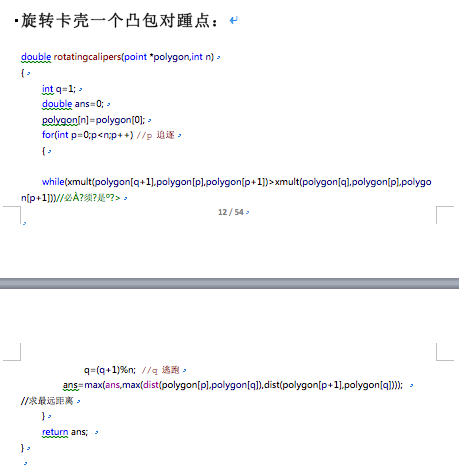 ·旋转卡壳一个凸包对踵点：
double rotatingcalipers(point *polygon,int n)
{
int q=1;
double ans=0;
polygon[n]=polygon[0];
for(int p=0;p<n;p++) //p 追逐
{
while(xmult(polygon[q+1],polygon[p],polygon[p+1])>xmult(polygon[q],polygon[p],polygo
n[p+1]))//必À?须?是º?>
12 / 54
q=(q+1)%n; //q 逃跑
ans=max(ans,max(dist(polygon[p],polygon[q]),dist(polygon[p+1],polygon[q])));
//求最远距离
}
return ans;
}